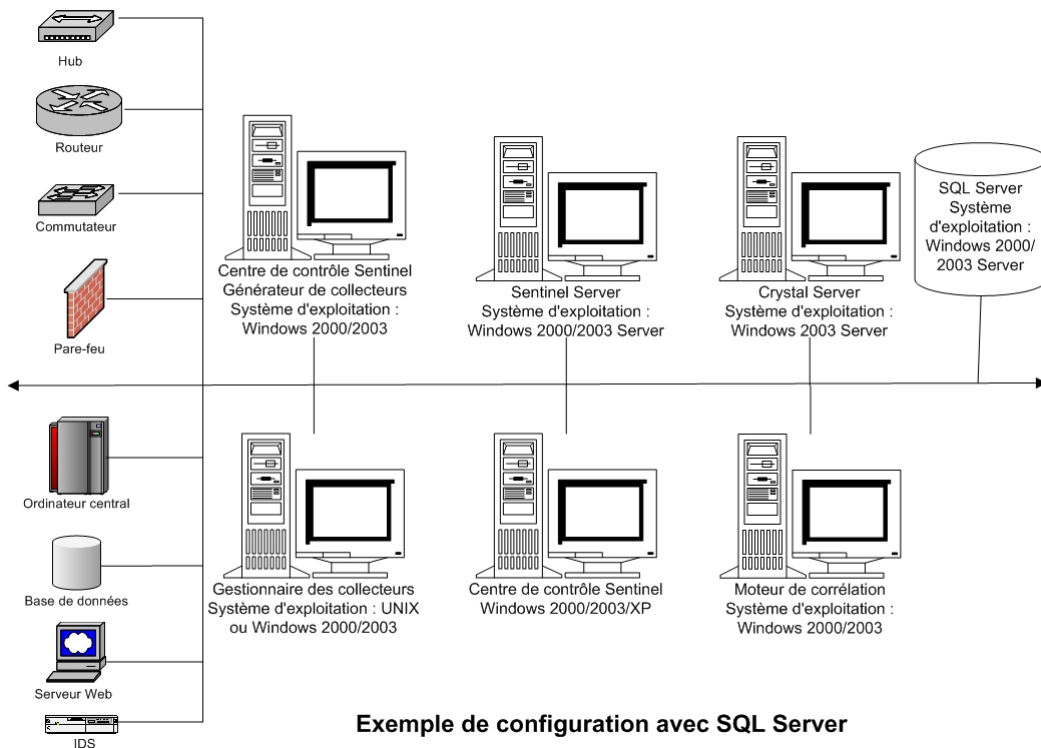 Hub
Routeur
Commutateur
Pare-feu
Centre de contrôle Sentinel
Générateur de collecteurs
Système d'exploitation :
Windows 2000/2003
Sentinel Server
Système d'exploitation :
Windows 2000/2003 Server
Crystal Server
Système d'exploitation :
Windows 2003 Server
SQL Server
Système
d'exploitation :
Windows 2000/
2003 Server
Ordinateur central
Base de données
Serveur Web
IDS
Gestionnaire des collecteurs
Système d'exploitation : UNIX
ou Windows 2000/2003
Centre de contrôle Sentinel
Windows 2000/2003/XP
Moteur de corrélation
Système d'exploitation :
Windows 2000/2003
Exemple de configuration avec SQL Server